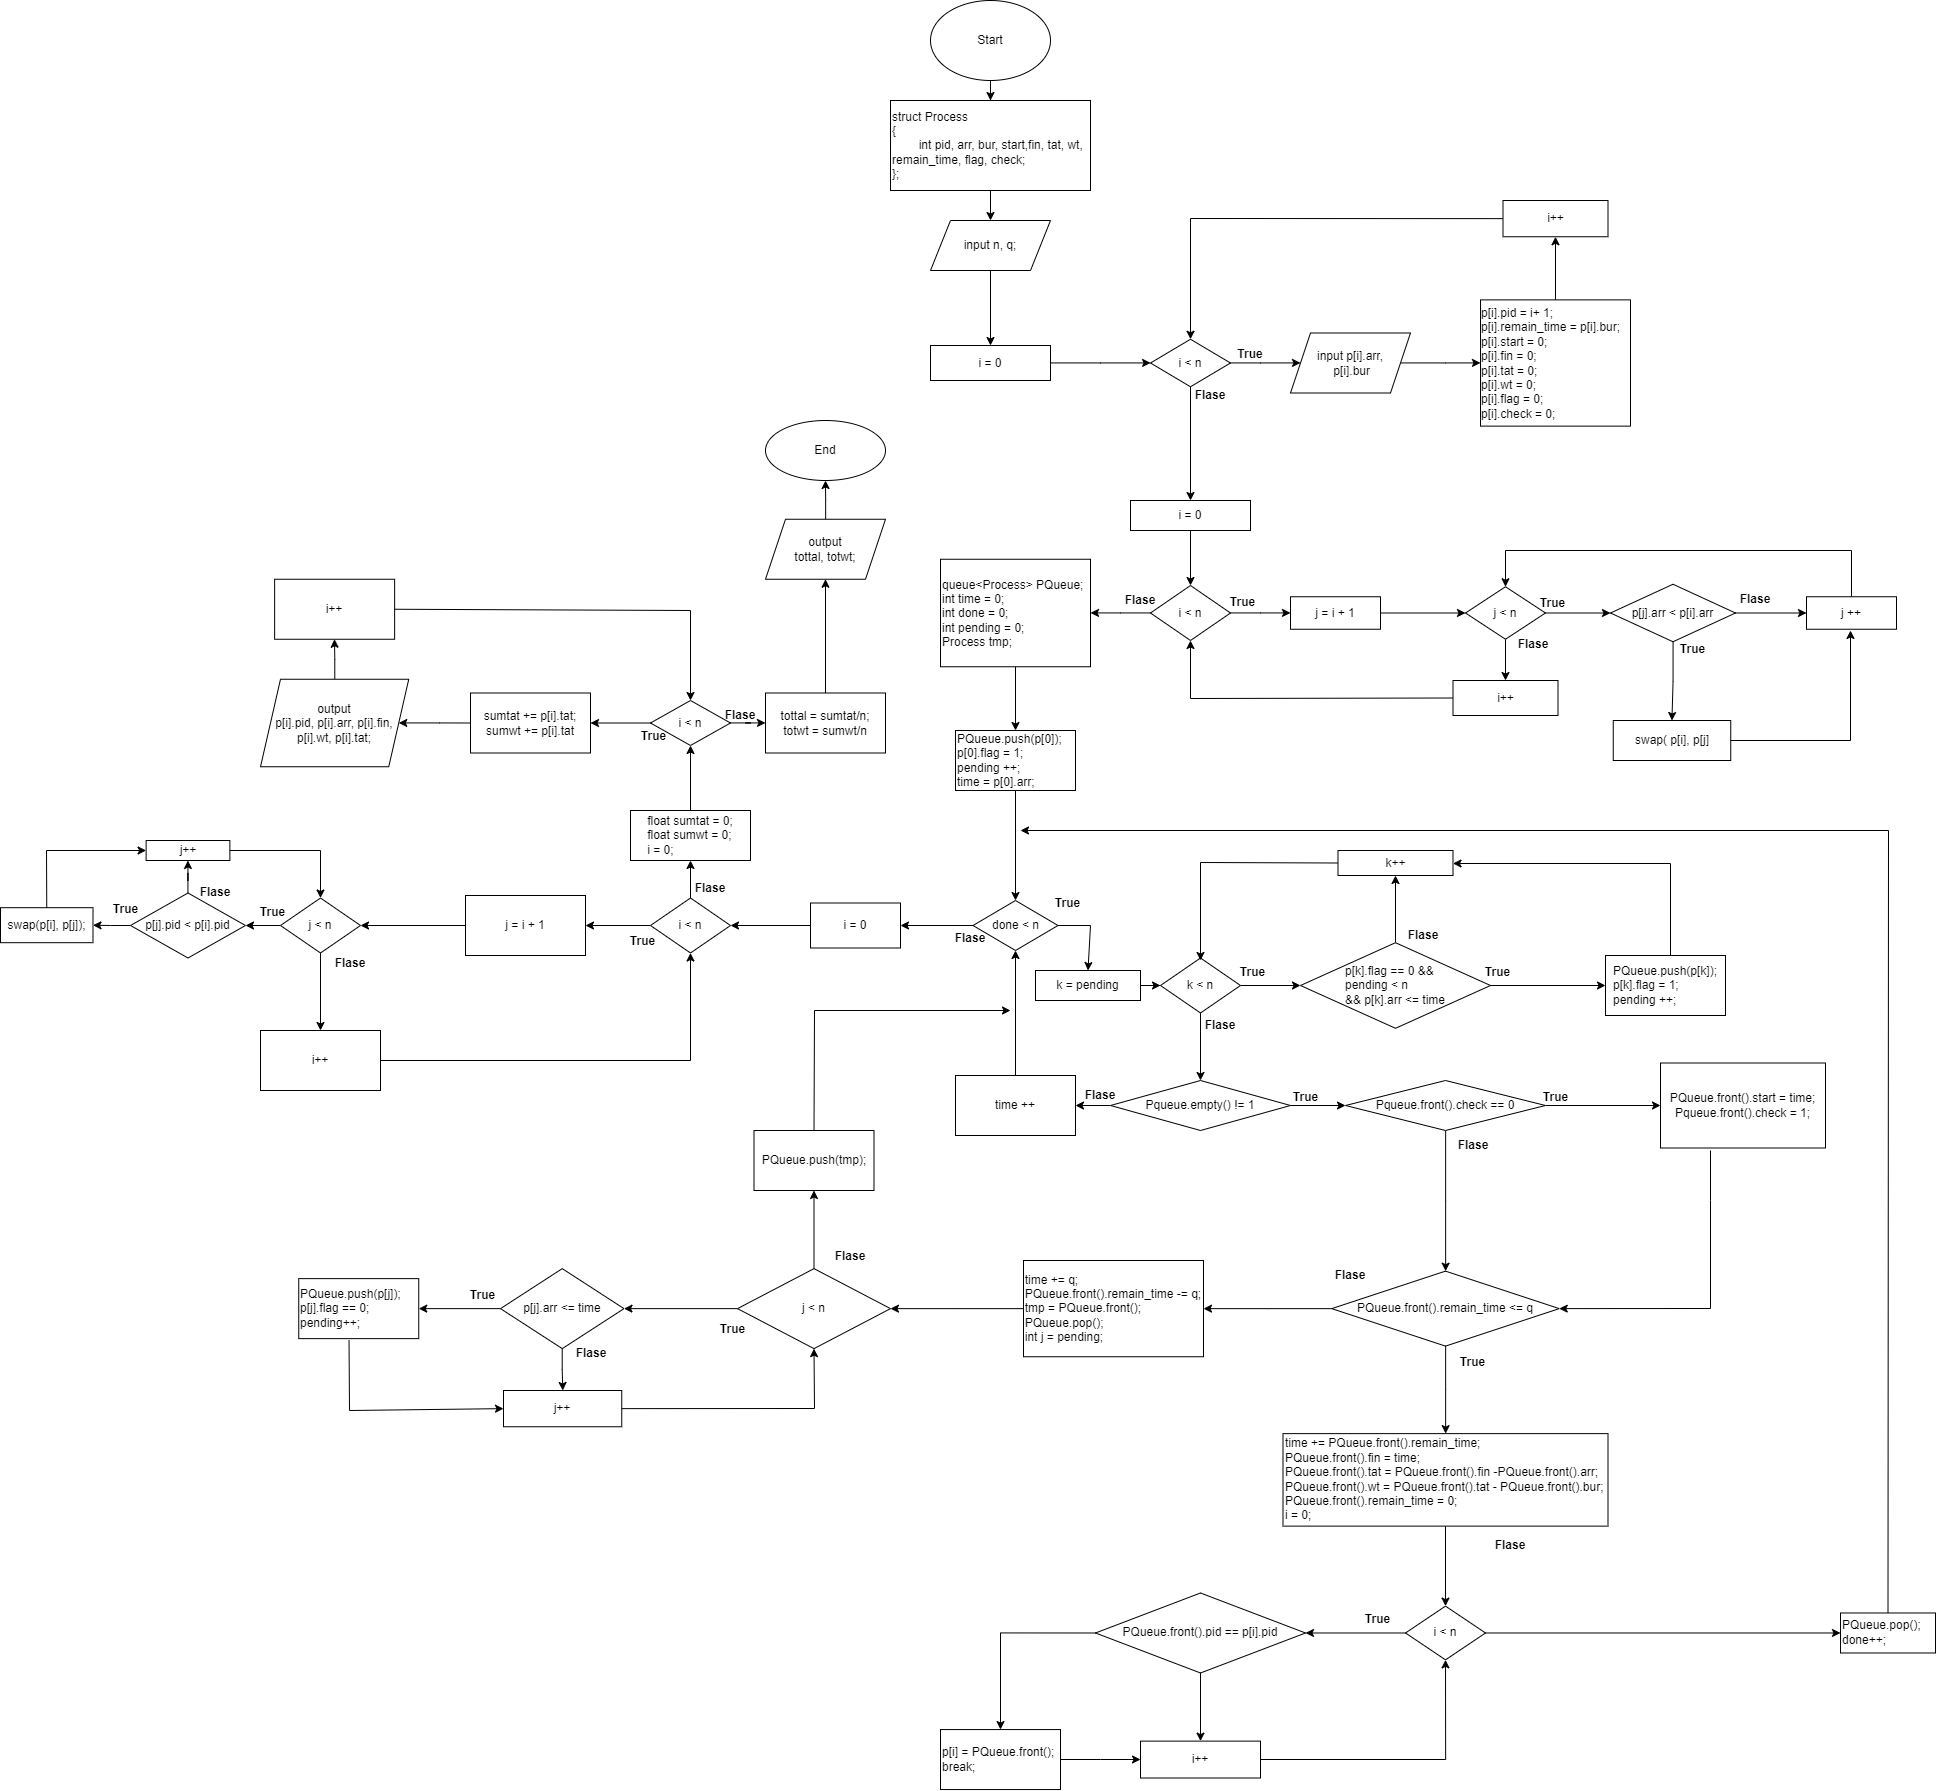 Start
struct Process
{
int pid, arr, bur, start,fin, tat, wt,
remain_time, flag, check;
};
input n, q;
i = 0
i < n
True
Flase
input p[i].arr,
p[i].bur
p[i].pid = i+ 1;
p[i].remain_time = p[i].bur;
p[i].start = 0;
p[i].fin = 0;
p[i].tat = 0;
p[i].wt = 0;
p[i].flag = 0;
p[i].check = 0;
i++
i = 0
i < n
True
Flase
j = i + 1
j < n
True
Flase
p[j].arr < p[i].arr
Flase
True
j ++
swap( p[i], p[j]
i++
queue<Process> PQueue;
int time = 0;
int done = 0;
int pending = 0;
Process tmp;
PQueue.push(p[0]);
p[0].flag = 1;
pending ++;
time = p[0].arr;
done < n
True
Flase
k = pending
k < n
True
Flase
p[k].flag == 0 &&
pending < n
&& p[k].arr <= time
Flase
True
PQueue.push(p[k]);
p[k].flag = 1;
pending ++;
k++
Pqueue.empty() != 1
Flase
True
time ++
Pqueue.front().check == 0
True
Flase
PQueue.front().start = time;
Pqueue.front().check = 1;
PQueue.front().remain_time <= q
Flase
True
time += q;
PQueue.front().remain_time -= q;
tmp = PQueue.front();
PQueue.pop();
int j = pending;
j < n
Flase
True
p[j].arr <= time
True
Flase
PQueue.push(p[j]);
p[j].flag == 0;
pending++;
j++
PQueue.push(tmp);
time += PQueue.front().remain_time;
PQueue.front().fin = time;
PQueue.front().tat = PQueue.front().fin -PQueue.front().arr;
PQueue.front().wt = PQueue.front().tat - PQueue.front().bur;
PQueue.front().remain_time = 0;
i = 0;
Flase
i < n
True
PQueue.front().pid == p[i].pid
p[i] = PQueue.front();
break;
i++
PQueue.pop();
done++;
i = 0
i < n
Flase
True
j = i + 1
j < n
True
Flase
p[j].pid < p[i].pid
Flase
True
swap(p[i], p[j]);
j++
i++
float sumtat = 0;
float sumwt = 0;
i = 0;
i < n
Flase
True
sumtat += p[i].tat;
sumwt += p[i].tat
output
p[i].pid, p[i].arr, p[i].fin,
p[i].wt, p[i].tat;
i++
tottal = sumtat/n;
totwt = sumwt/n
output
tottal, totwt;
End